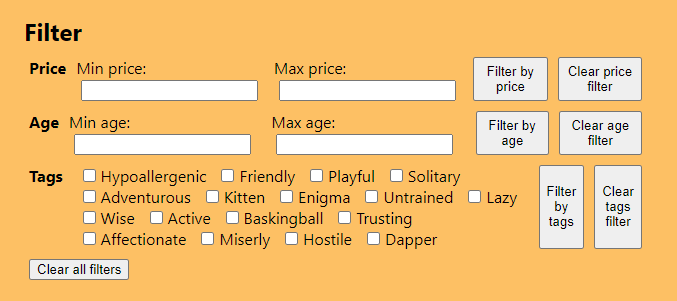 Filter
Price Min price: Max price: Filter by price Clear price filter
Age Min age: Max age: Filter by age Clear age filter
Tags Hypoallergenic Friendly Playful Solitary
Adventurous Kitten Enigma Untrained Lazy
Wise Active Baskingball Trusting
Affectionate Miserly Hostile Dapper
Filter by tags
Clear tags filter
Clear all filters